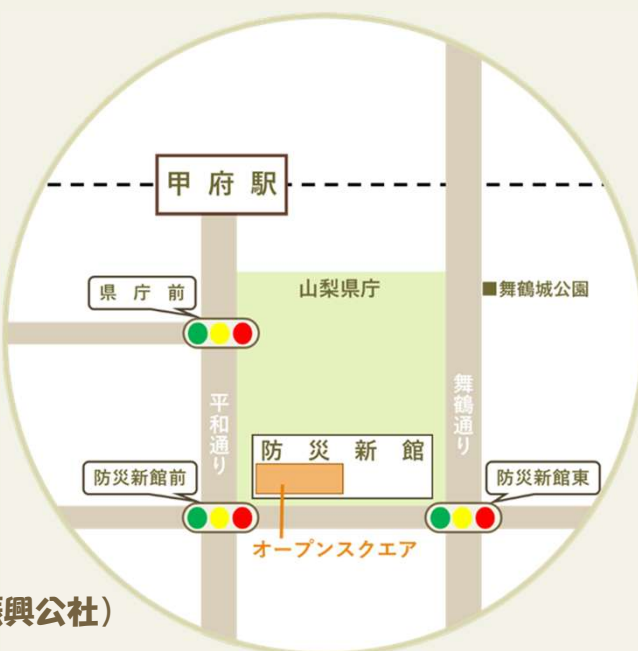 甲府駅
県庁前
山梨県庁
■舞鶴城公園
平和通り
舞鶴通り
防災新館
防災新館前
防災新館東
オープンスクエア
興公社)